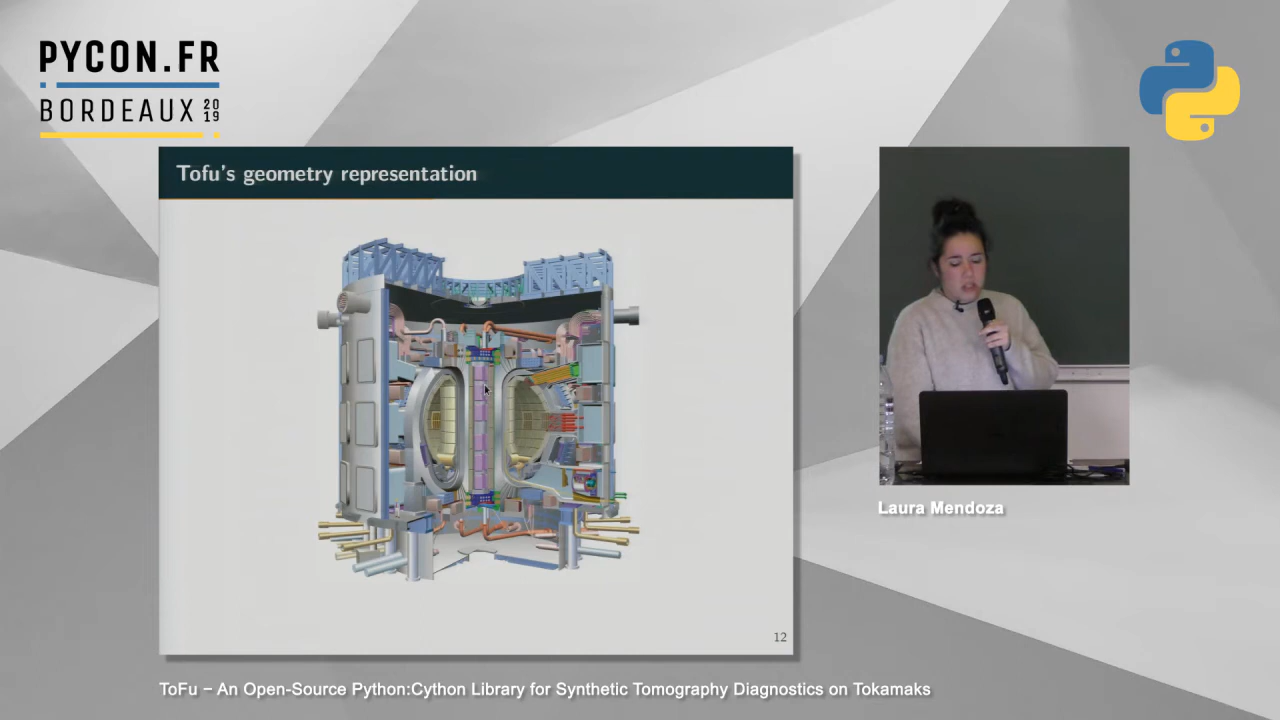 PYCON.FR
BORDEAUX 2019
Tofu's geometry representation
12
Laura Mendoza
ToFu – An Open-Source Python:Cython Library for Synthetic Tomography Diagnostics on Tokamaks